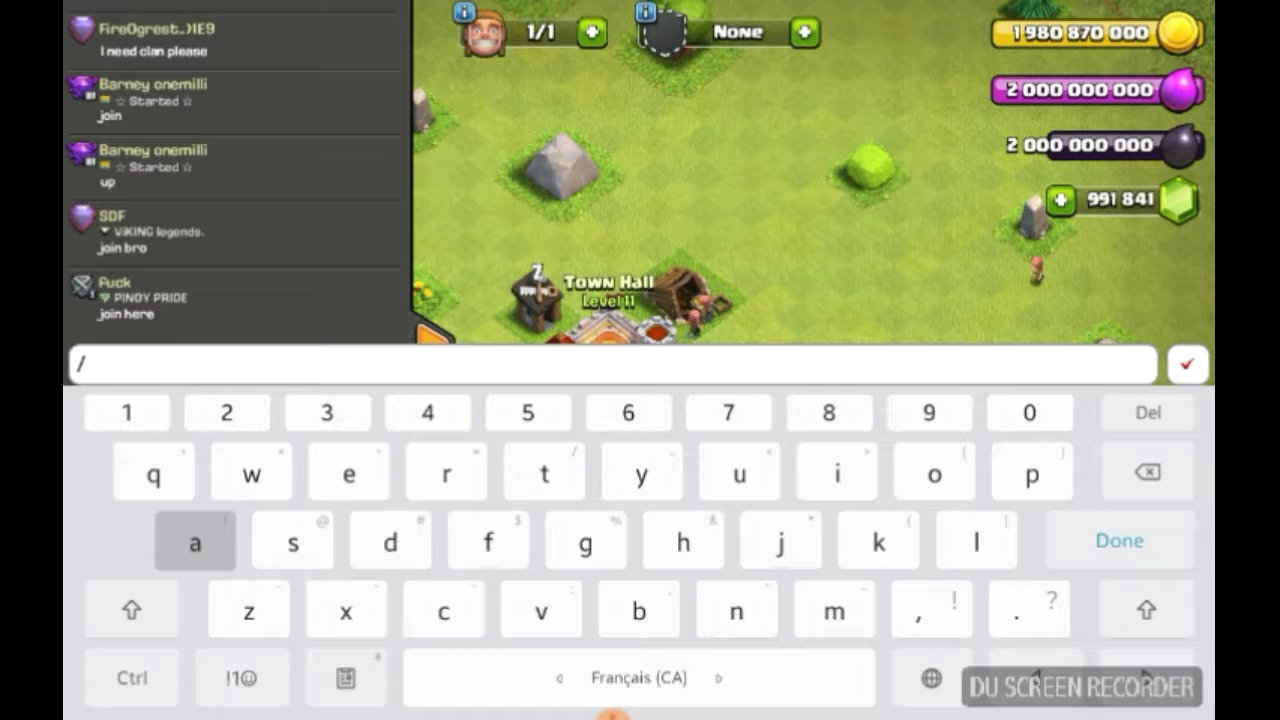 FireOgrest..)IE9
I need clan please
Barney onemilli
☆ Started ☆
join
Barney onemilli
☆ Started ☆
up
SDF
ViKING legends.
join bro
Fuck
PINOY PRIDE
join here
1/1
None
1 980 870 000
2 000 000 000
2 000 000 000
991 841
Town Hall
Level 11
/
1 2 3 4 5 6 7 8 9 0 Del
q w e r t y u i o p
a s d f g h j k l Done
z x c v b n m , ! . ?
Ctrl !1☺ Français (CA)
DU SCREEN RECORDER